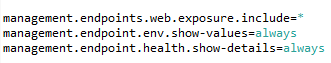 management.endpoints.web.exposure.include=*
management.endpoint.env.show-values=always
management.endpoint.health.show-details=always